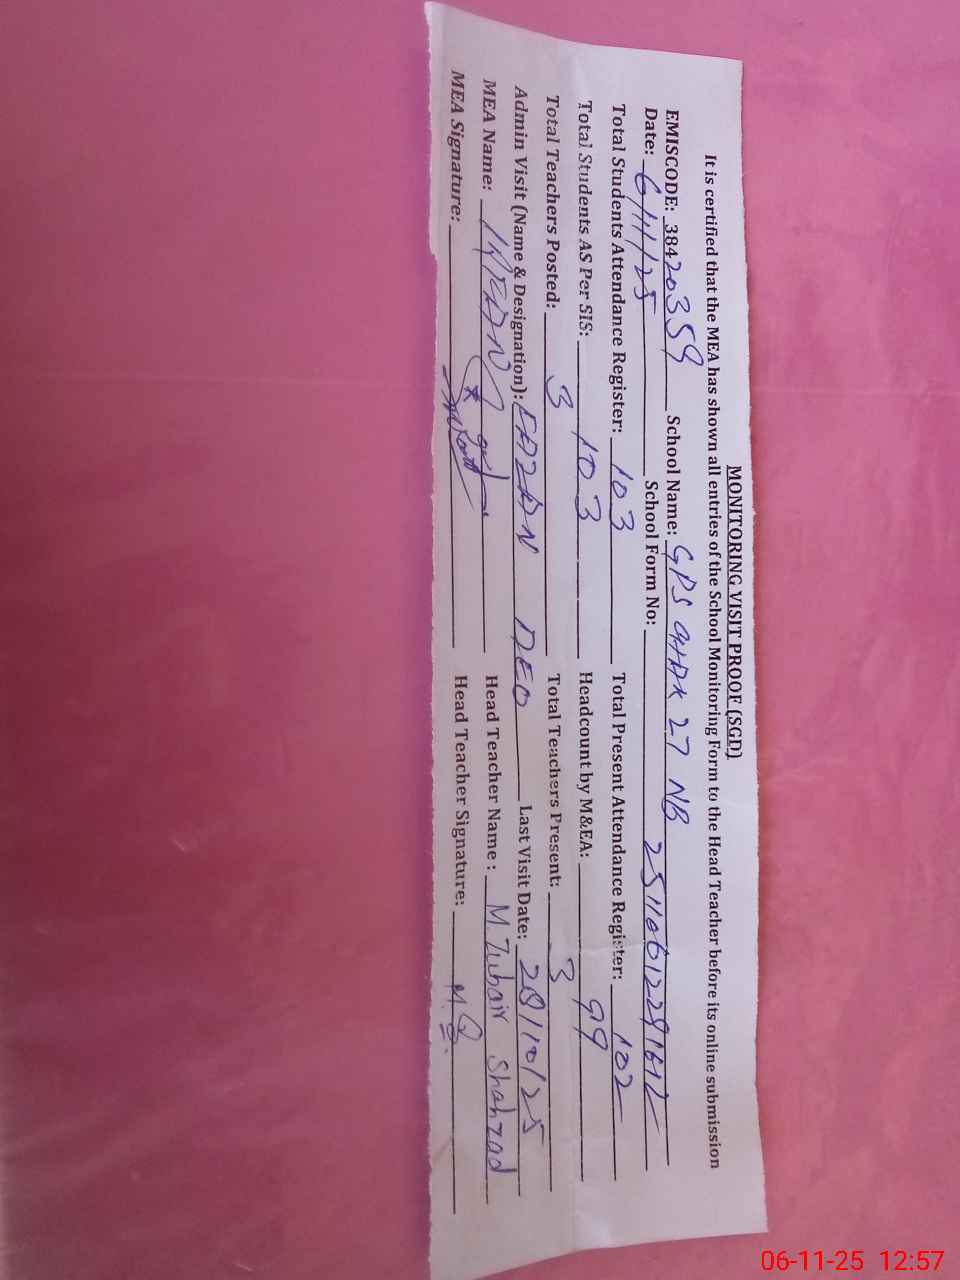 MONITORING VISIT PROOF (SGD)
It is certified that the MEA has shown all entries of the School Monitoring Form to the Head Teacher before its online submission
EMISCODE: 38420359 School Name: GPS CHAK 27 NB
Date: 6/11/25 School Form No:
Total Students Attendance Register: 103 Total Present Attendance Register: 102
Total Students AS Per SIS: 103 Headcount by M&EA: 99
Total Teachers Posted: 3 Total Teachers Present: 3
Admin Visit (Name & Designation): DEO Last Visit Date: 28/10/25
MEA Name: Head Teacher Name : M. Zubair Shahzad
MEA Signature: Head Teacher Signature:
06-11-25 12:57